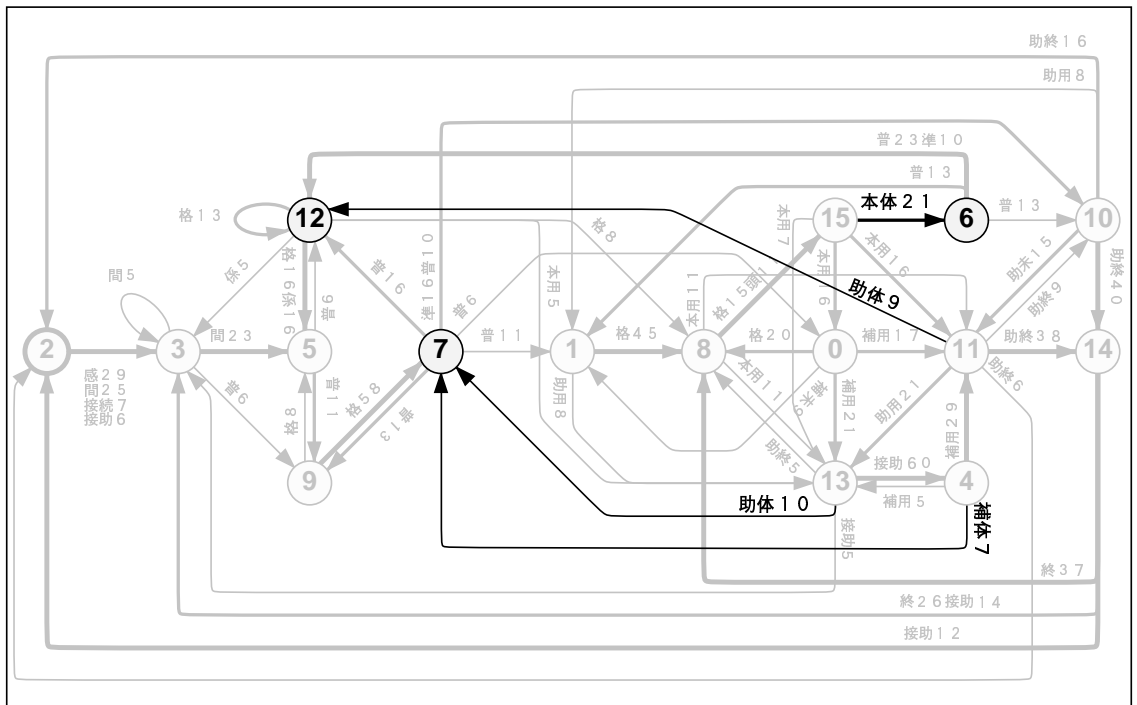 助終１６
助用８
普２３準１０
普１３
本体２１
格１３
12
15
6
普１３
10
格８
本用７
本用１６
係５
格１９係１６
普９
普１６
準１６普１０
間５
普６
本用５
本用１１
格１５頭１
本用１６
助体９
助末１５
助終９
助終４０
間２３
普１１
格４５
格２０
補用１７
助終３８
2
3
5
7
1
8
0
11
14
感２９
間２５
接続７
接助６
普６
格８
普１１
格５８
普１３
助用８
本用１１
補末９
補用２１
助用２１
助終６
補用２９
助終５
接助６０
9
13
4
助体１０
補用５
接助５
補体７
終３７
終２６接助１４
接助１２